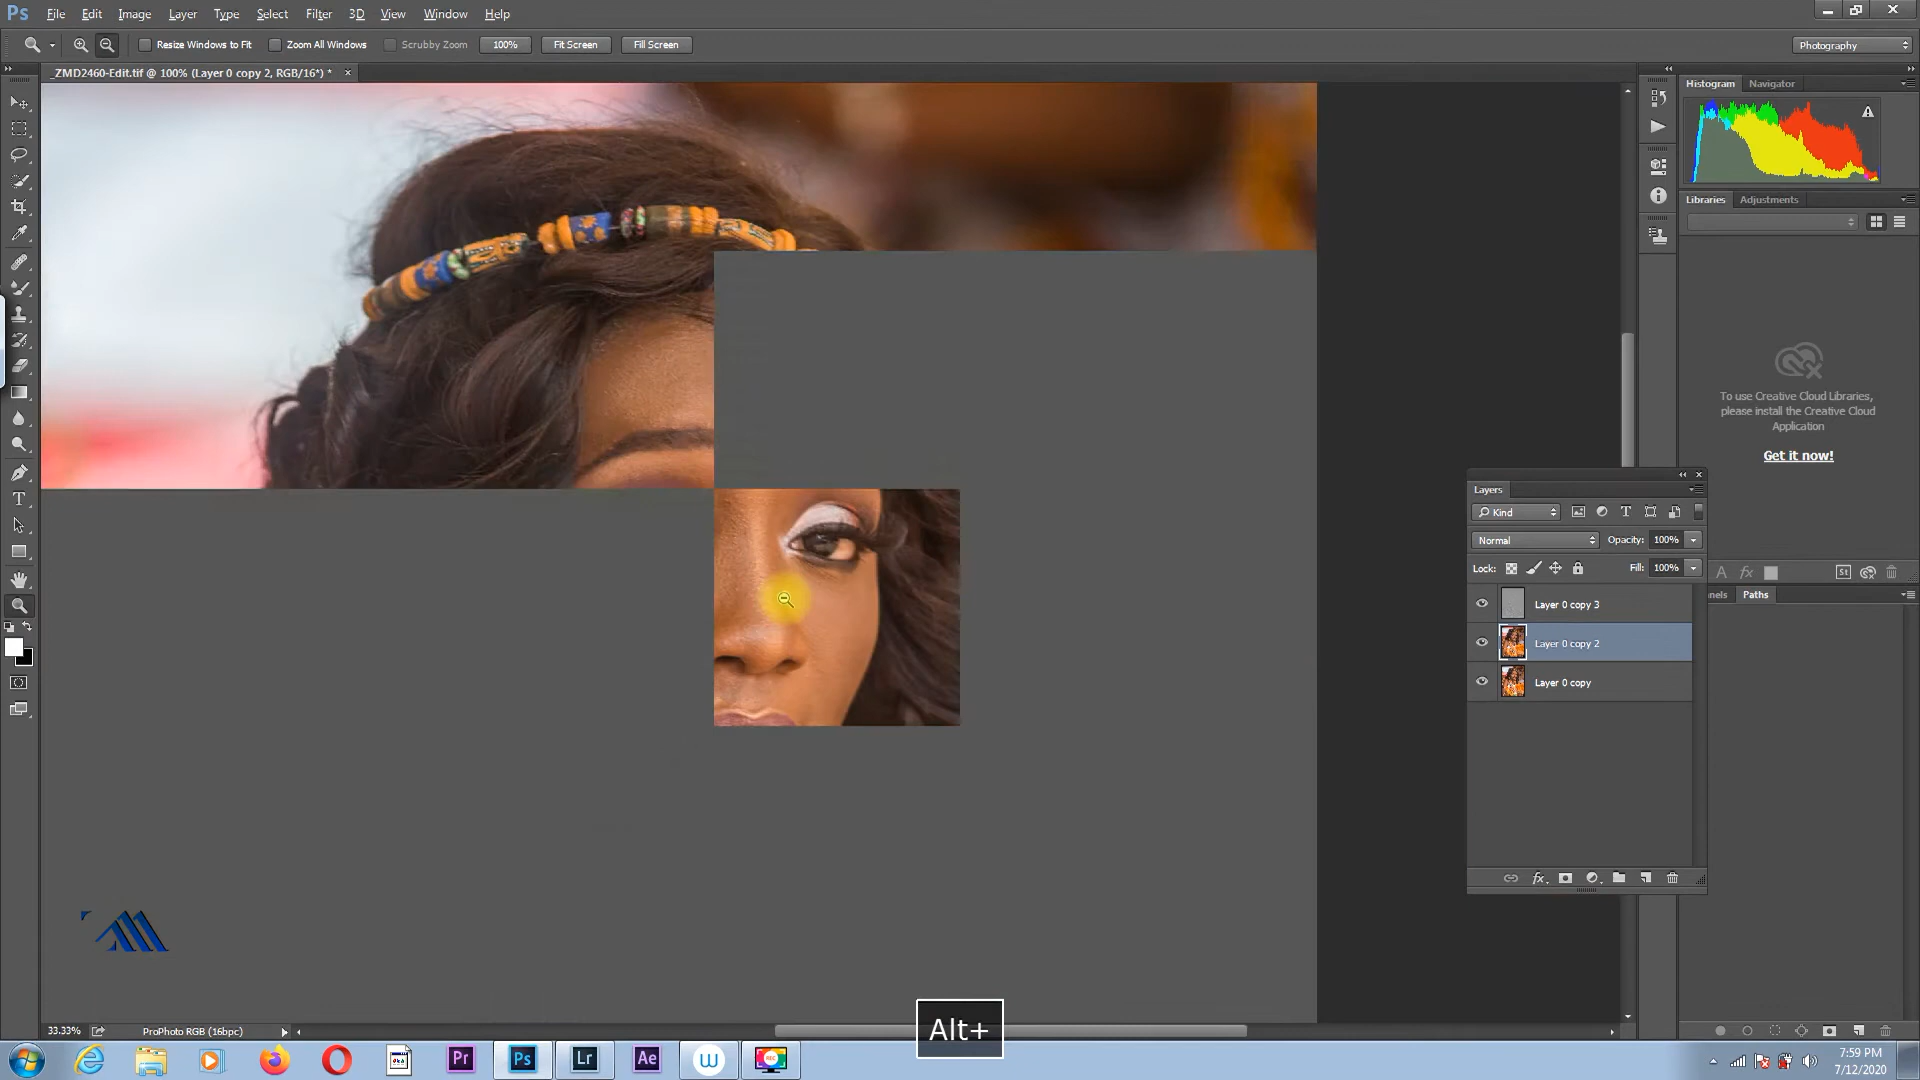 Ps File Edit Image Layer Type Select Filter 3D View Window Help
Resize Windows to Fit Zoom All Windows Scrubby Zoom 100% Fit Screen Fill Screen Photography
_ZMD2460-Edit.tif @ 100% (Layer 0 copy 2, RGB/16*) * ×
Histogram Navigator
Libraries Adjustments
To use Creative Cloud Libraries,
please install the Creative Cloud
Application
Get it now!
Layers
Kind
Normal Opacity: 100%
Lock: Fill: 100%
Layer 0 copy 3
Layer 0 copy 2
Layer 0 copy
A fx St
nels Paths
fx
T
Alt+
33.33% ProPhoto RGB (16bpc)
Pr Ps Lr Ae
7:59 PM
7/12/2020